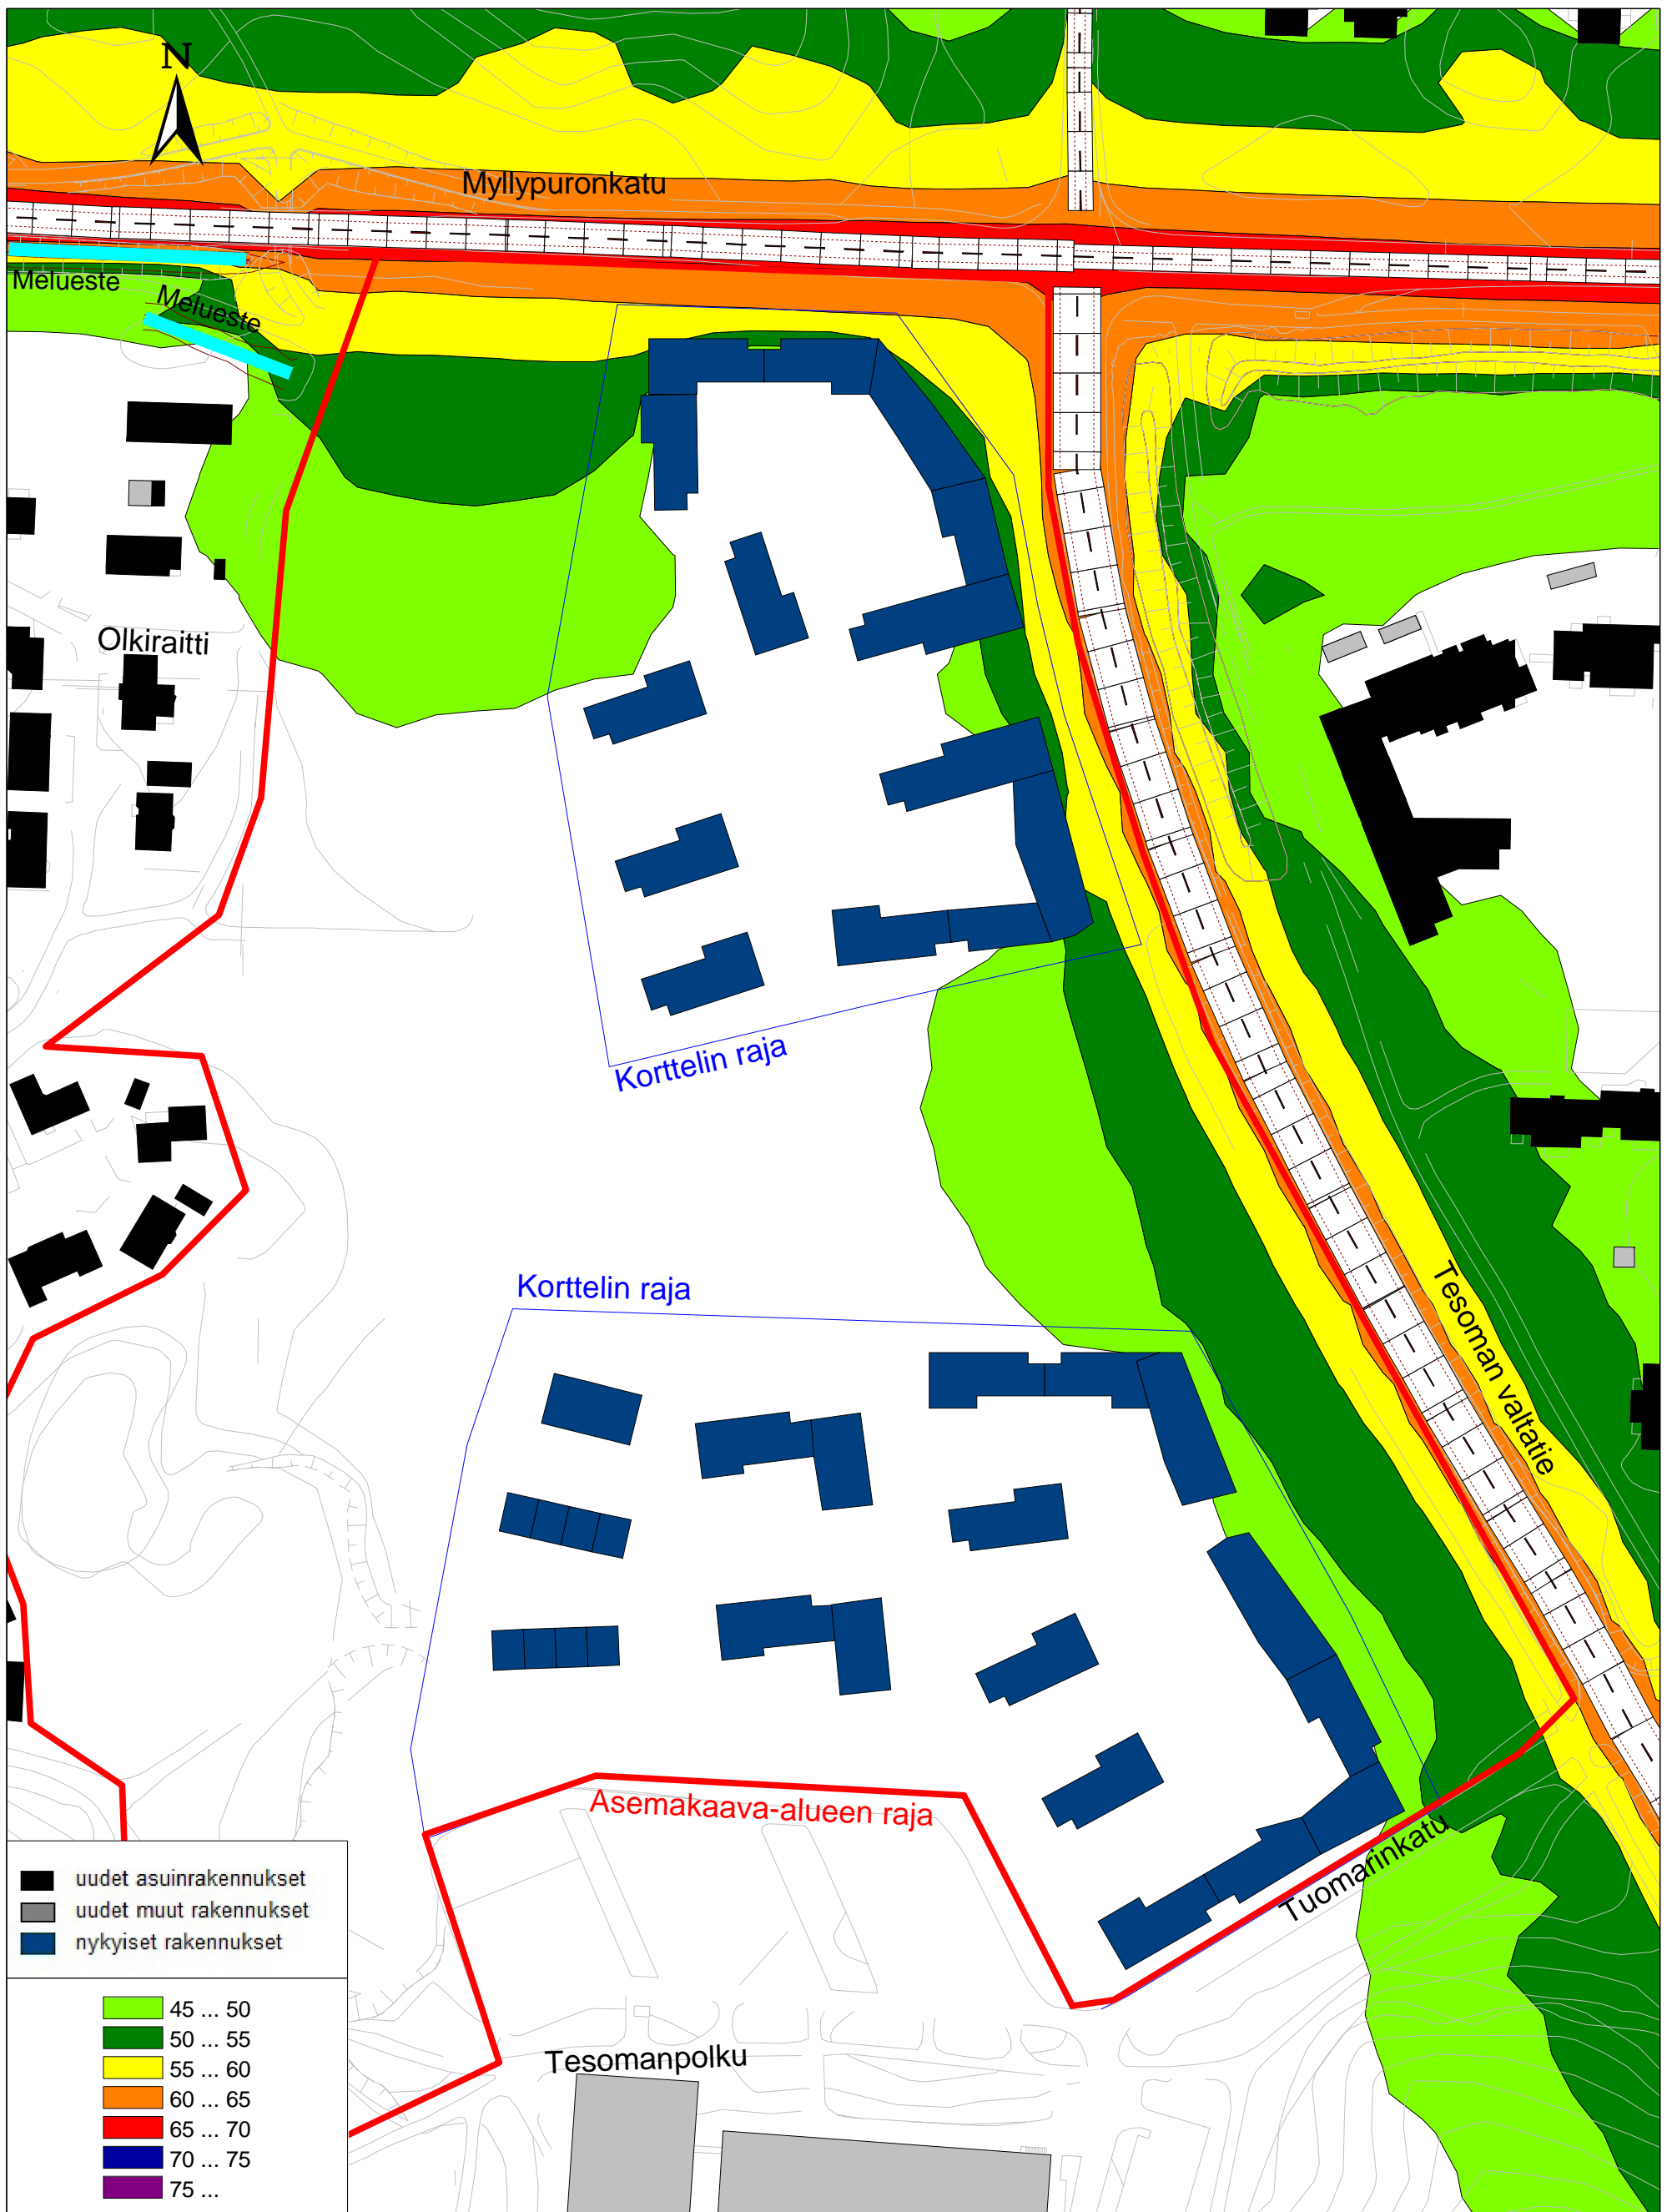 N
Myllypuronkatu
Melueste
Melueste
Olkiraitti
Korttelin raja
Korttelin raja
Tesoman valtatie
Asemakaava-alueen raja
Tuomarinkatu
uudet asuinrakennukset
uudet muut rakennukset
nykyiset rakennukset
45 ... 50
50 ... 55
55 ... 60
60 ... 65
65 ... 70
70 ... 75
75 ...
Tesomanpolku